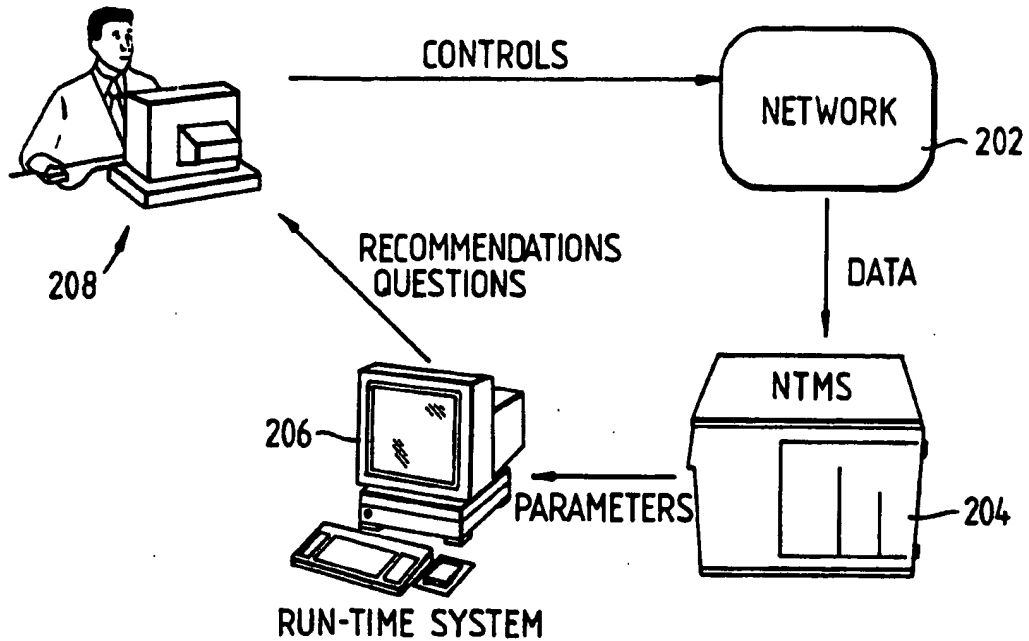 CONTROLS
NETWORK
202
208
RECOMMENDATIONS
QUESTIONS
DATA
NTMS
206
PARAMETERS
204
RUN-TIME SYSTEM